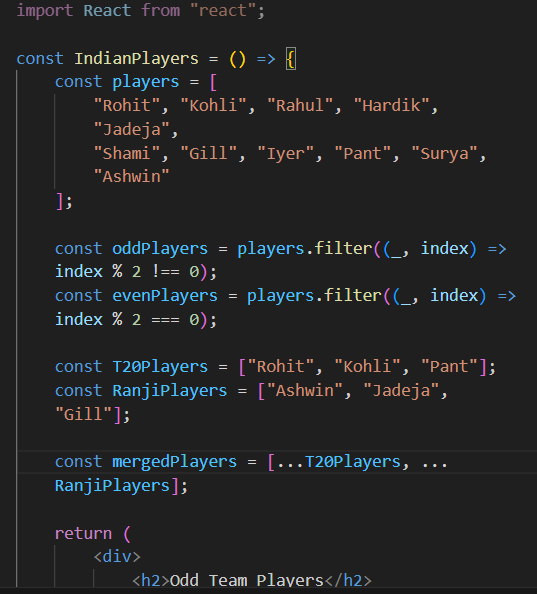 import React from "react";
const IndianPlayers = () => {
const players = [
"Rohit", "Kohli", "Rahul", "Hardik",
"Jadeja",
"Shami", "Gill", "Iyer", "Pant", "Surya",
"Ashwin"
];
const oddPlayers = players.filter((_, index) =>
index % 2 !== 0);
const evenPlayers = players.filter((_, index) =>
index % 2 === 0);
const T20Players = ["Rohit", "Kohli", "Pant"];
const RanjiPlayers = ["Ashwin", "Jadeja",
"Gill"];
const mergedPlayers = [...T20Players, ...
RanjiPlayers];
return (
<div>
<h2>Odd Team Players</h2>